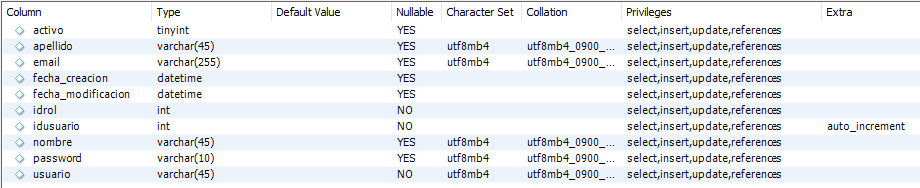 Column Type Default Value Nullable Character Set Collation Privileges Extra
activo tinyint YES select,insert,update,references
apellido varchar(45) YES utf8mb4 utf8mb4_0900_... select,insert,update,references
email varchar(255) YES utf8mb4 utf8mb4_0900_... select,insert,update,references
fecha_creacion datetime YES select,insert,update,references
fecha_modificacion datetime YES select,insert,update,references
idrol int NO select,insert,update,references
idusuario int NO select,insert,update,references auto_increment
nombre varchar(45) YES utf8mb4 utf8mb4_0900_... select,insert,update,references
password varchar(10) YES utf8mb4 utf8mb4_0900_... select,insert,update,references
usuario varchar(45) NO utf8mb4 utf8mb4_0900_... select,insert,update,references